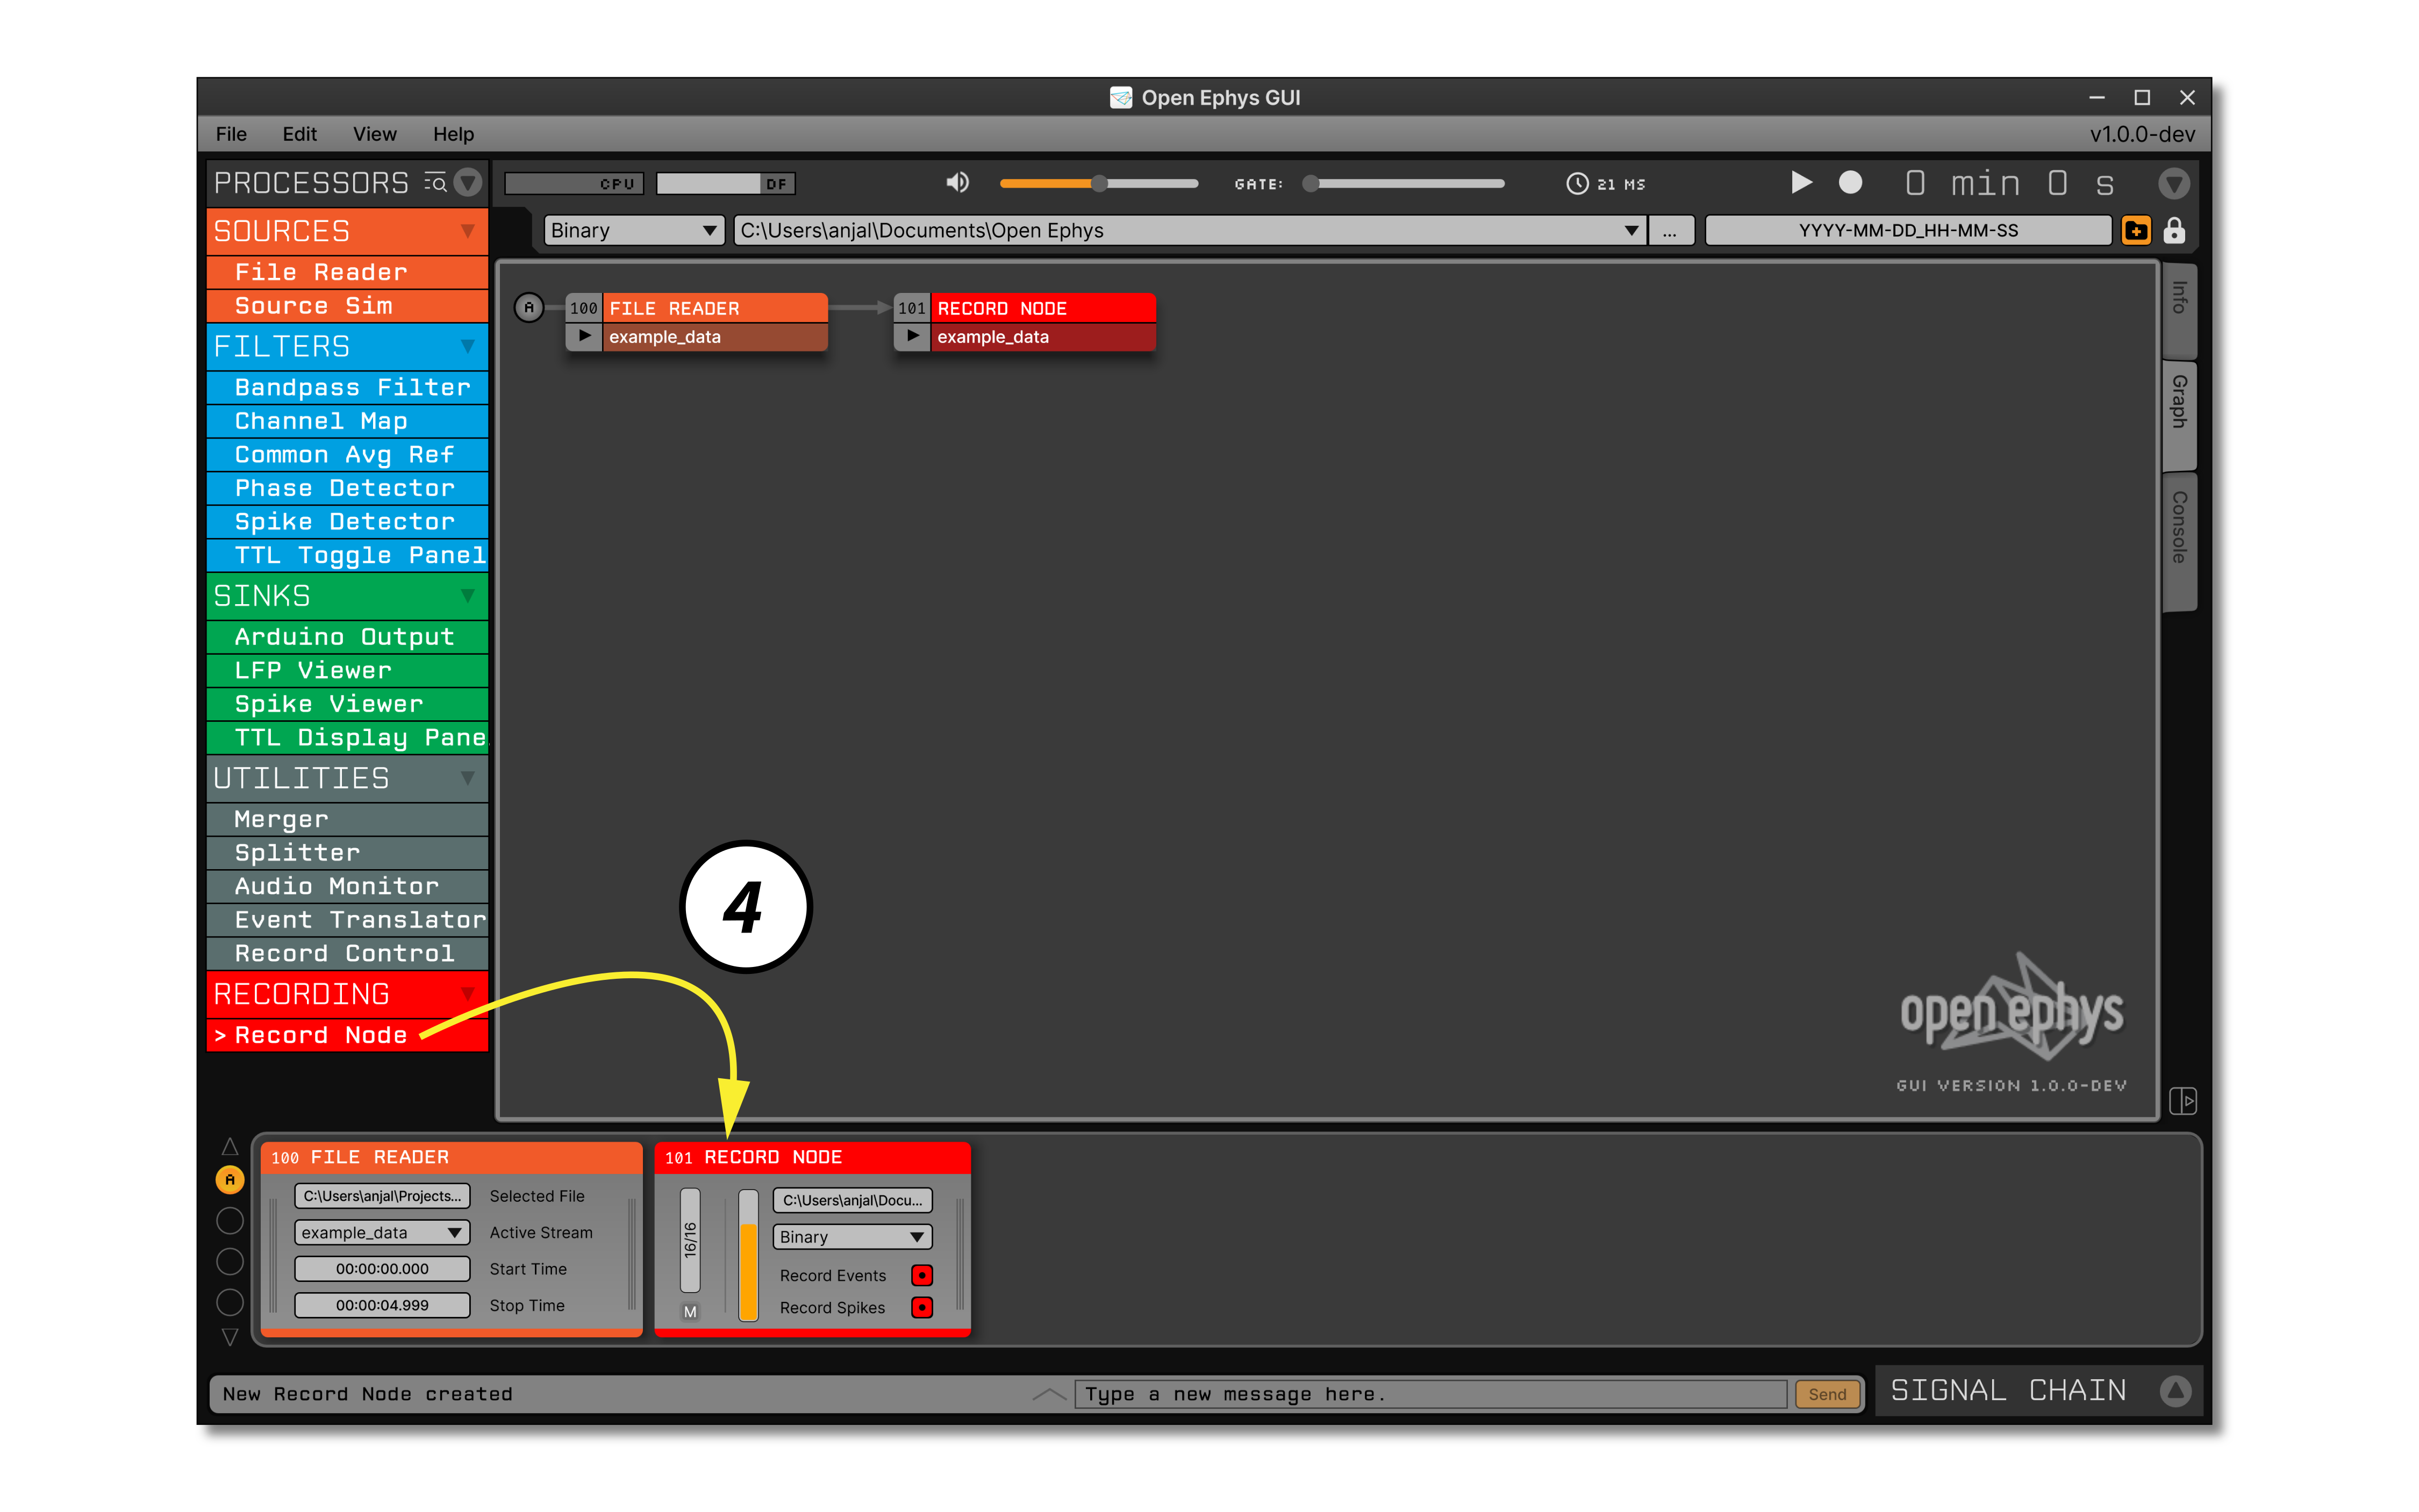 Open Ephys GUI
File Edit View Help v1.0.0-dev
PROCESSORS
CPU DF GATE: 21 MS 0 min 0 s
Binary C:\Users\anjal\Documents\Open Ephys ... YYYY-MM-DD_HH-MM-SS
SOURCES
File Reader
Source Sim
FILTERS
Bandpass Filter
Channel Map
Common Avg Ref
Phase Detector
Spike Detector
TTL Toggle Panel
SINKS
Arduino Output
LFP Viewer
Spike Viewer
TTL Display Pane
UTILITIES
Merger
Splitter
Audio Monitor
Event Translator
Record Control
RECORDING
> Record Node
A 100 FILE READER 101 RECORD NODE
example_data example_data
Info
Graph
Console
4
open ephys
GUI VERSION 1.0.0-DEV
A
100 FILE READER
C:\Users\anjal\Projects... Selected File
example_data Active Stream
00:00:00.000 Start Time
00:00:04.999 Stop Time
101 RECORD NODE
16/16
M
C:\Users\anjal\Docu...
Binary
Record Events
Record Spikes
New Record Node created Type a new message here. Send SIGNAL CHAIN